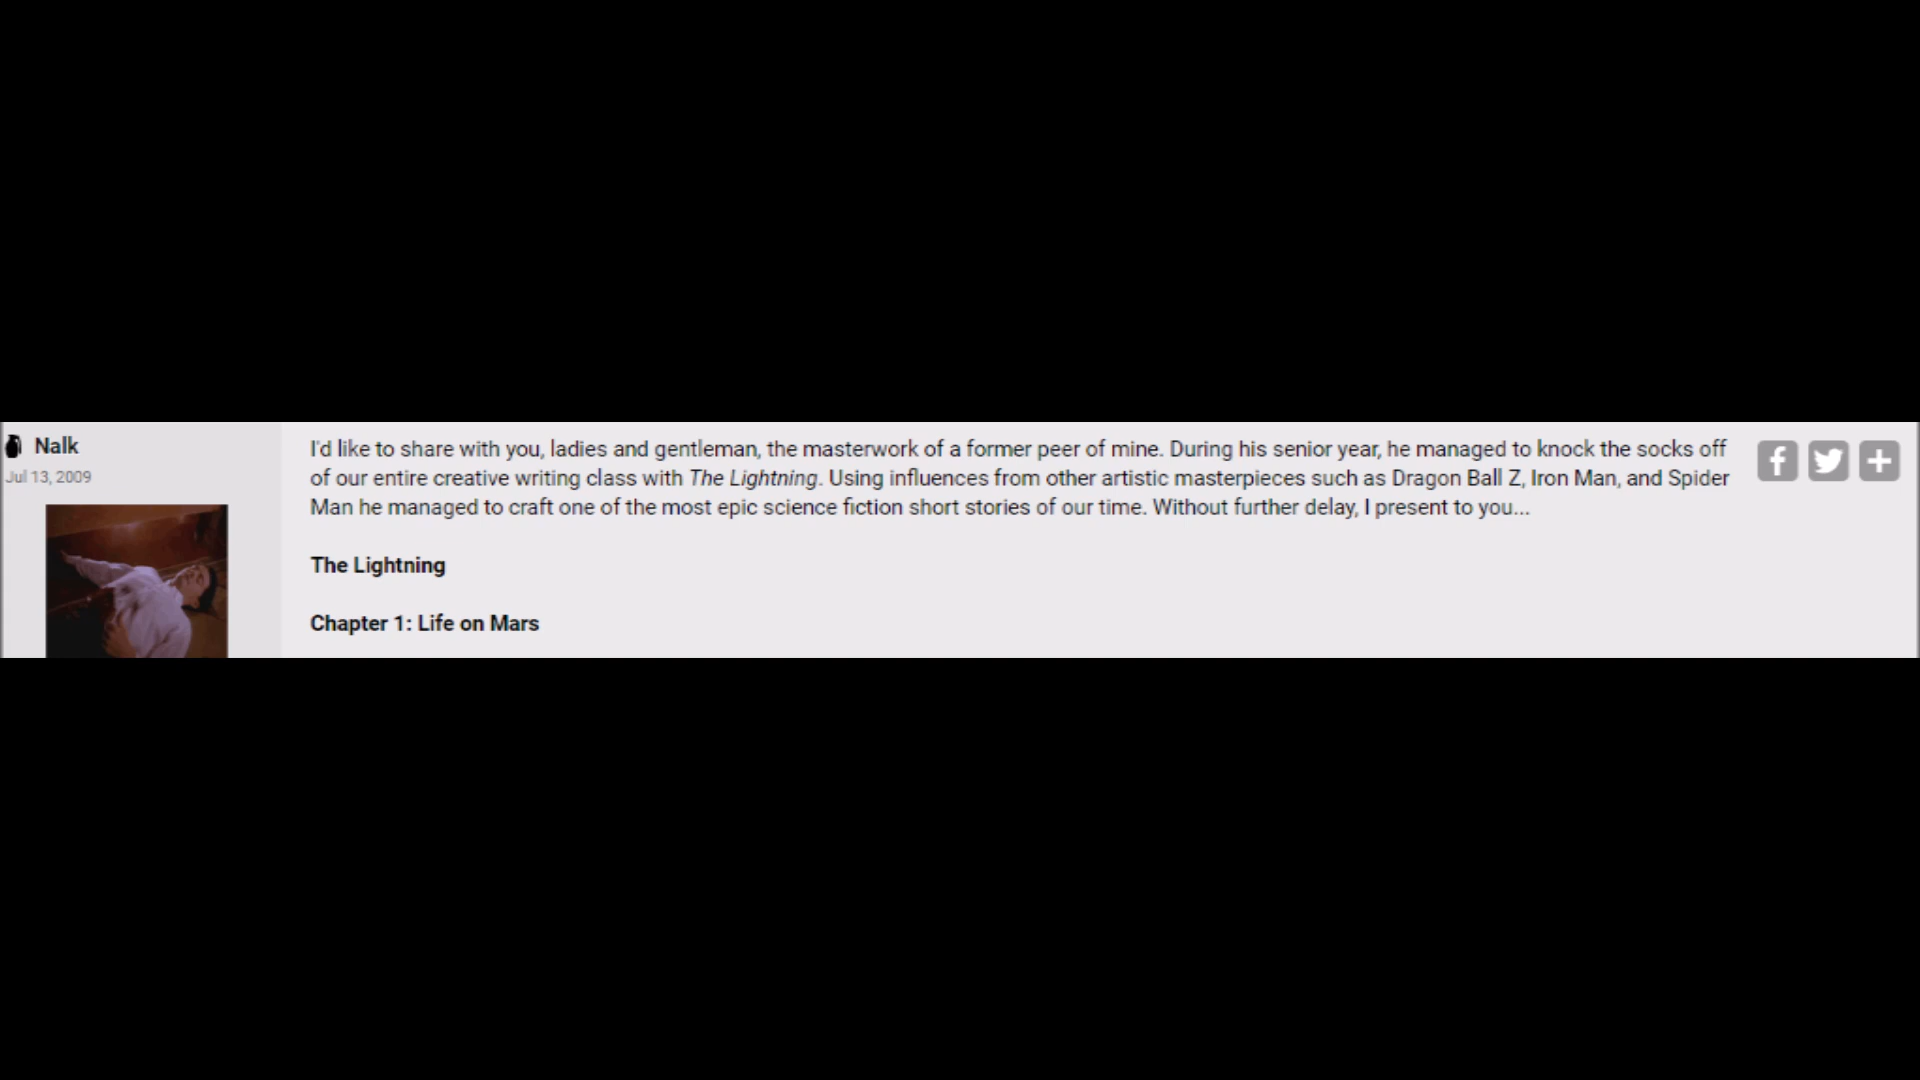 Nalk
Jul 13, 2009
I'd like to share with you, ladies and gentleman, the masterwork of a former peer of mine. During his senior year, he managed to knock the socks off
of our entire creative writing class with The Lightning. Using influences from other artistic masterpieces such as Dragon Ball Z, Iron Man, and Spider
Man he managed to craft one of the most epic science fiction short stories of our time. Without further delay, I present to you...
The Lightning
Chapter 1: Life on Mars